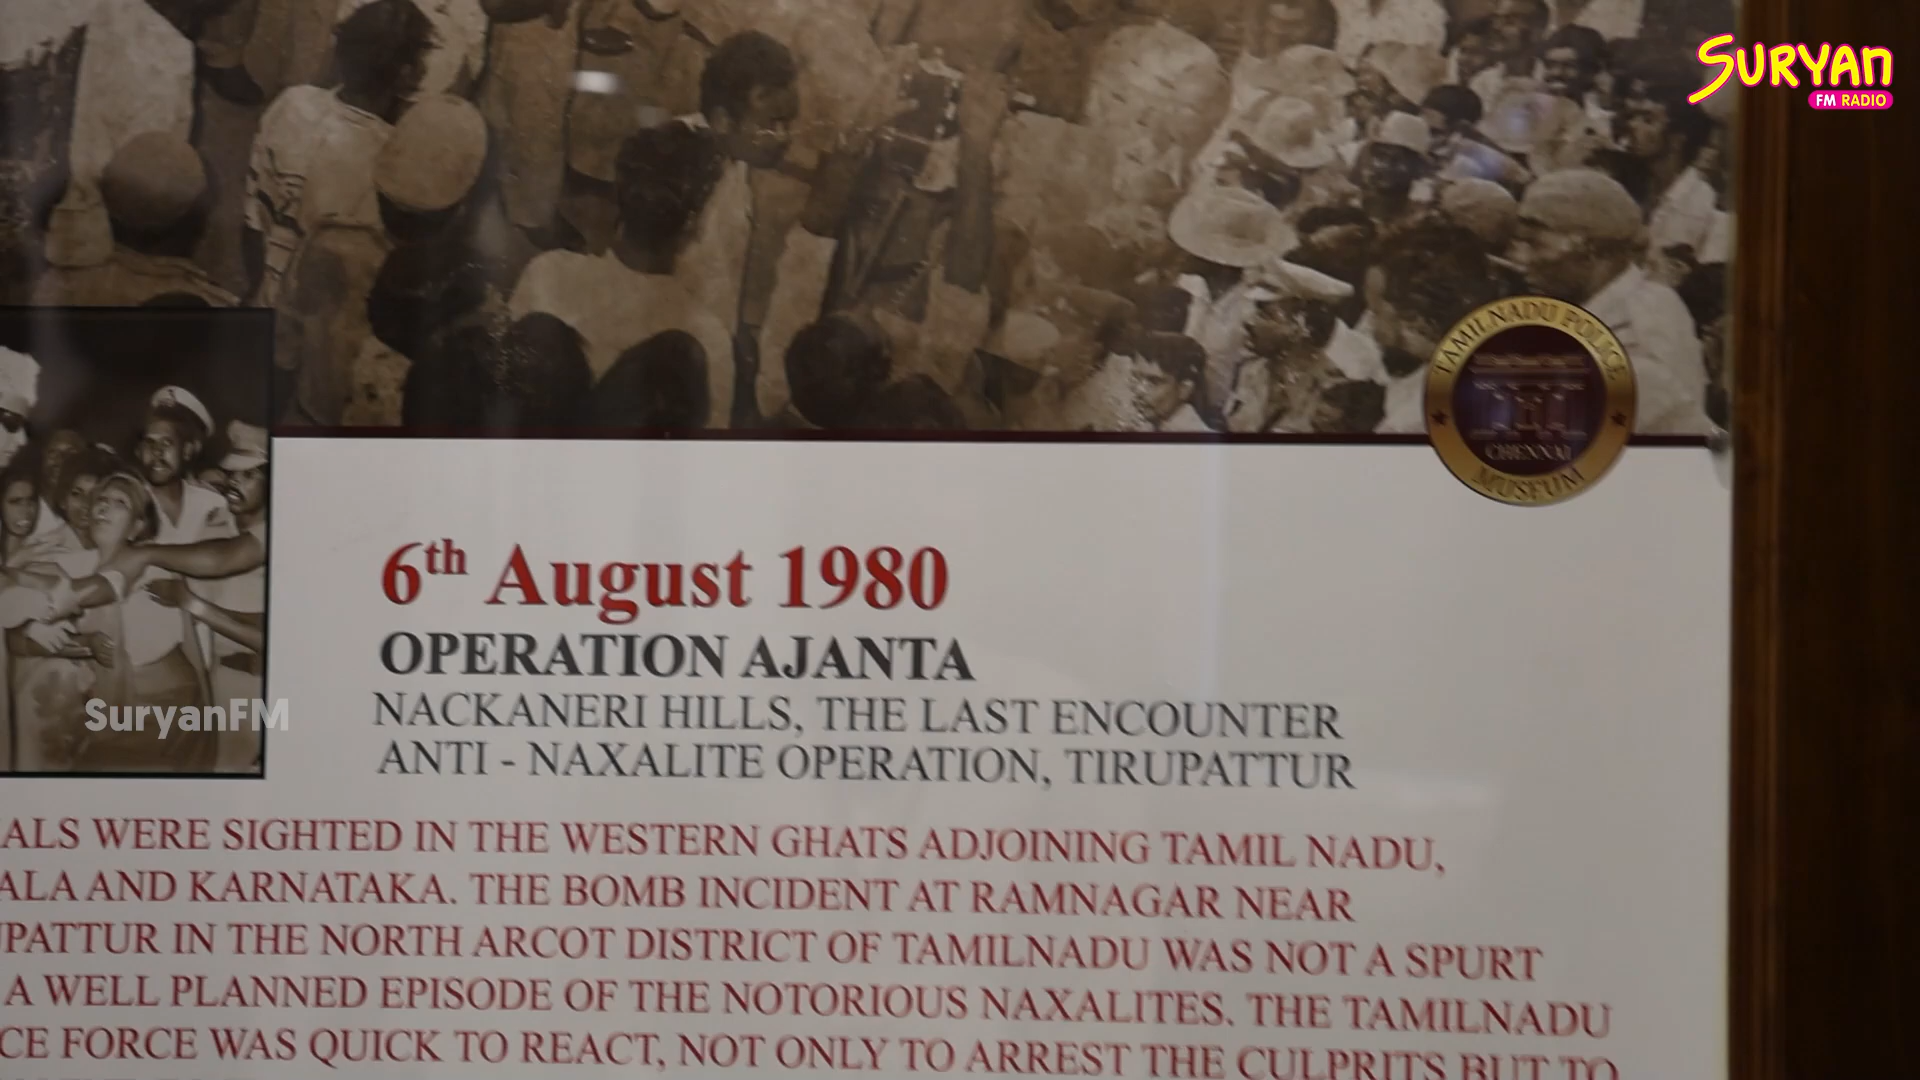 SURYAN
FM RADIO
TAMILNADU POLICE
CHENNAI
MUSEUM
6th August 1980
OPERATION AJANTA
NACKANERI HILLS, THE LAST ENCOUNTER
ANTI - NAXALITE OPERATION, TIRUPATTUR
SuryanFM
ALS WERE SIGHTED IN THE WESTERN GHATS ADJOINING TAMIL NADU,
ALA AND KARNATAKA. THE BOMB INCIDENT AT RAMNAGAR NEAR
UPATTUR IN THE NORTH ARCOT DISTRICT OF TAMILNADU WAS NOT A SPURT
A WELL PLANNED EPISODE OF THE NOTORIOUS NAXALITES. THE TAMILNADU
CE FORCE WAS QUICK TO REACT, NOT ONLY TO ARREST THE CULPRITS BUT TO